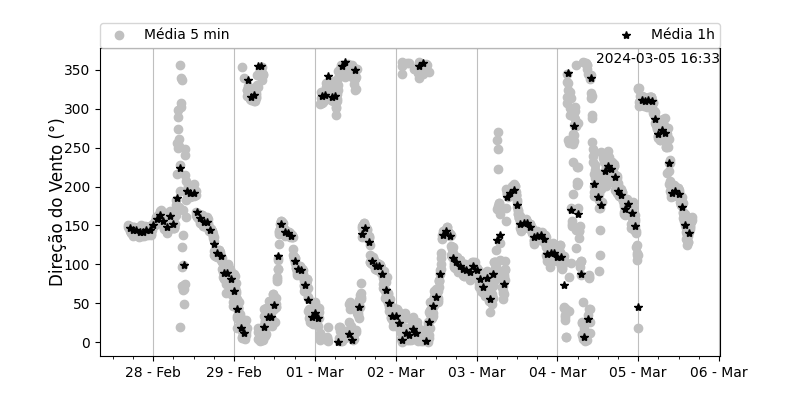 Média 5 min
Média 1h
2024-03-05 16:33
Direção do Vento (°)
350
300
250
200
150
100
50
0
28 - Feb
29 - Feb
01 - Mar
02 - Mar
03 - Mar
04 - Mar
05 - Mar
06 - Mar